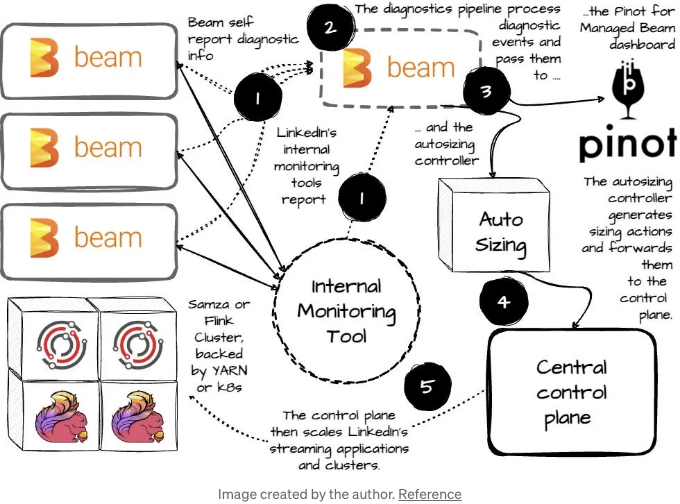 Beam self
report diagnostic
info
2
The diagnostics pipeline process
diagnostic
events and
pass them
to ....
...the Pinot for
Managed Beam
dashboard
beam
beam
beam
beam
1
3
pinot
LinkedIn's
internal
monitoring
tools
report
1
... and the
autosizing
controller
Auto
Sizing
The autosizing
controller
generates
sizing actions
and forwards
them
to the
control
plane.
Internal
Monitoring
Tool
Samza or
Flink
Cluster,
backed
by YARN
or k8s
4
5
Central
control
plane
The control plane
then scales LinkedIn's
streaming applications
and clusters.
Image created by the author. Reference